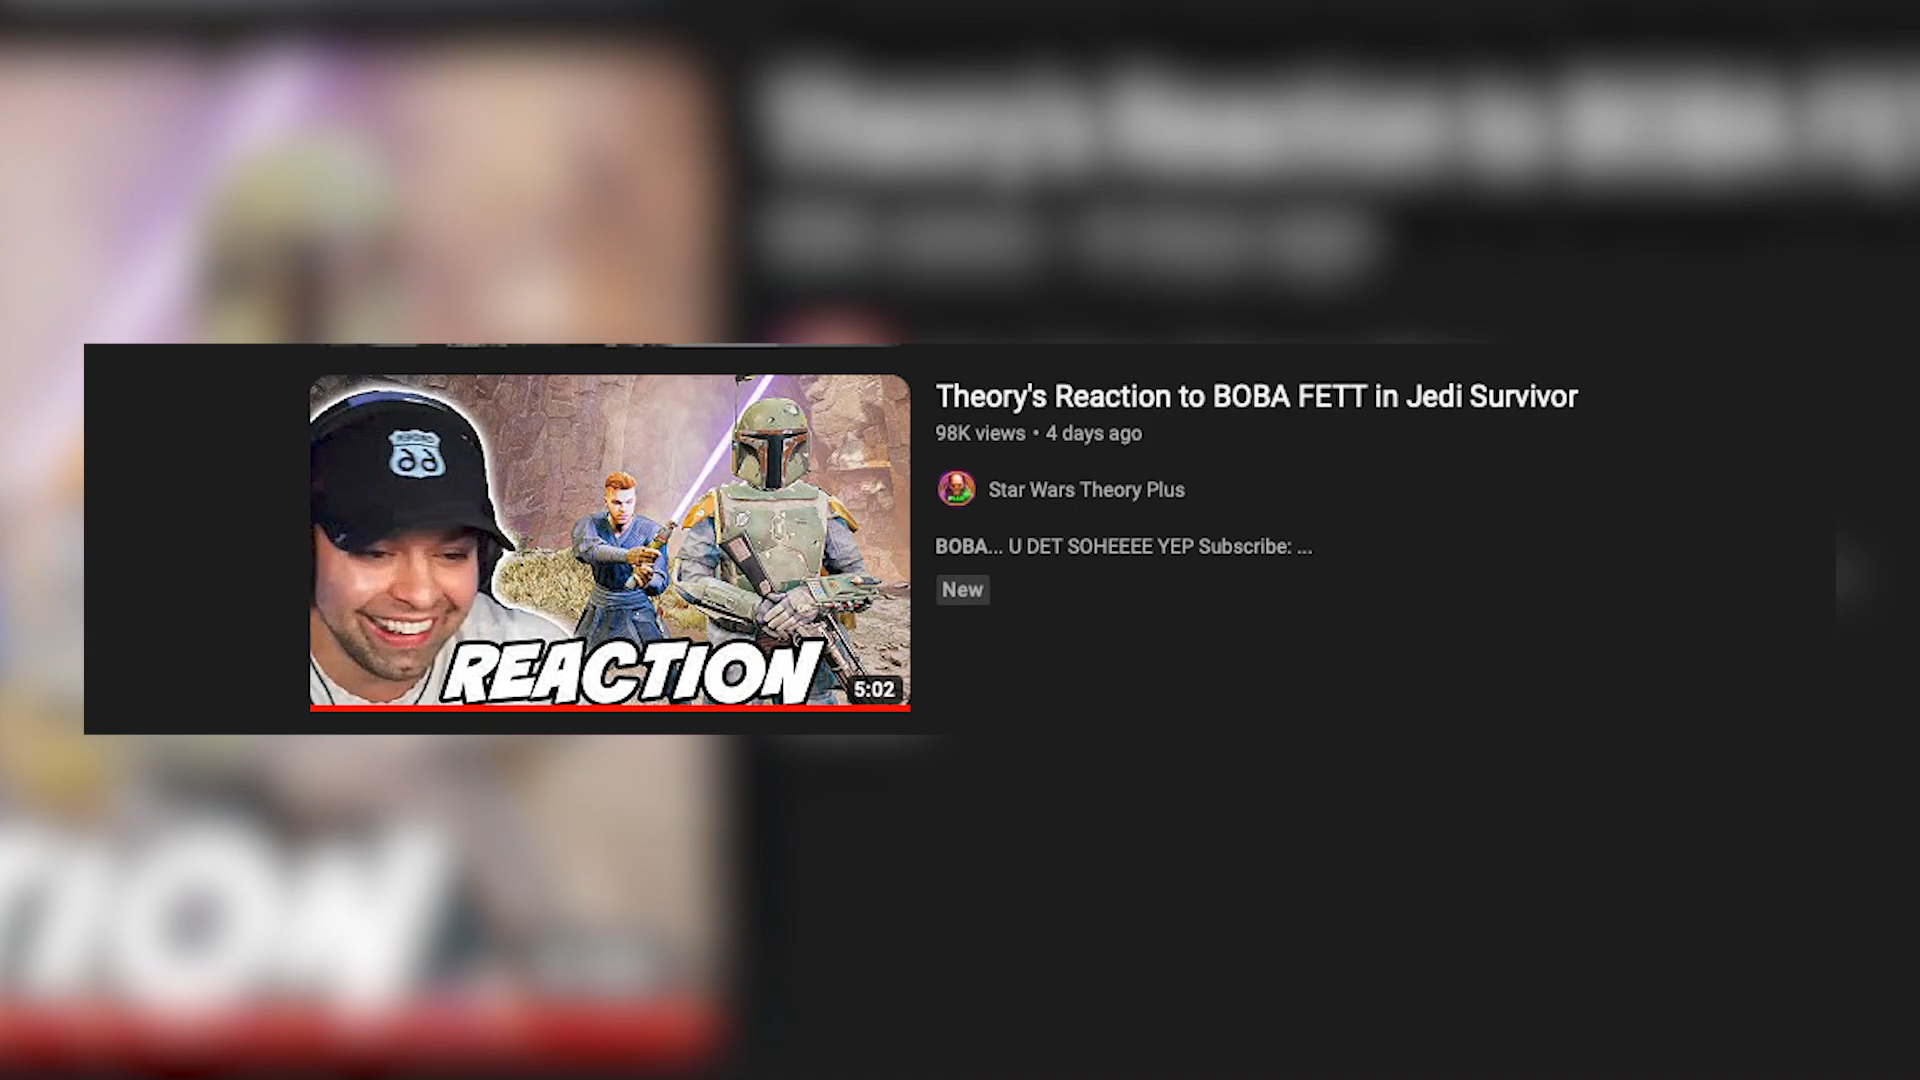 Theory's Reaction to BOBA FETT in Jedi Survivor
98K views • 4 days ago
Star Wars Theory Plus
BOBA... U DET SOHEEEE YEP Subscribe: ...
New
66
REACTION
5:02